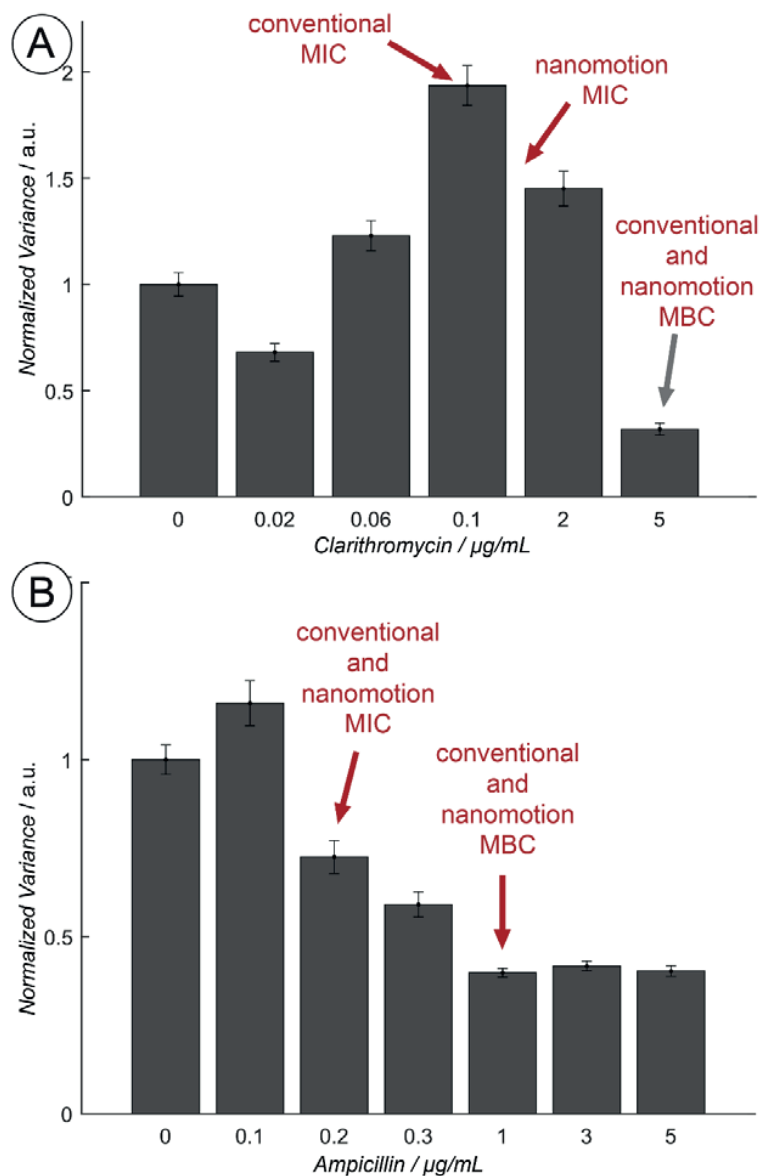 A
conventional
MIC
nanomotion
MIC
conventional
and
nanomotion
MBC
Normalized Variance / a.u.
2
1.5
1
0.5
0
0 0.02 0.06 0.1 2 5
Clarithromycin / µg/mL
B
conventional
and
nanomotion
MIC
conventional
and
nanomotion
MBC
Normalized Variance / a.u.
1
0.5
0
0 0.1 0.2 0.3 1 3 5
Ampicillin / µg/mL